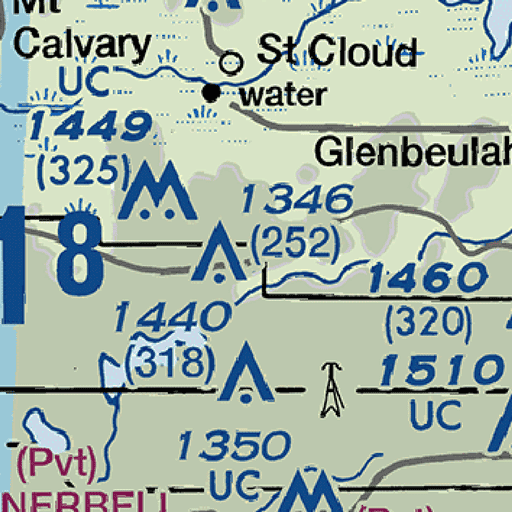 Mt
Calvary
St Cloud
UC
water
1449
Glenbeulah
(325)
1346
18
(252)
1460
1440
(320)
(318)
1510
UC
1350
(Pvt)
UC